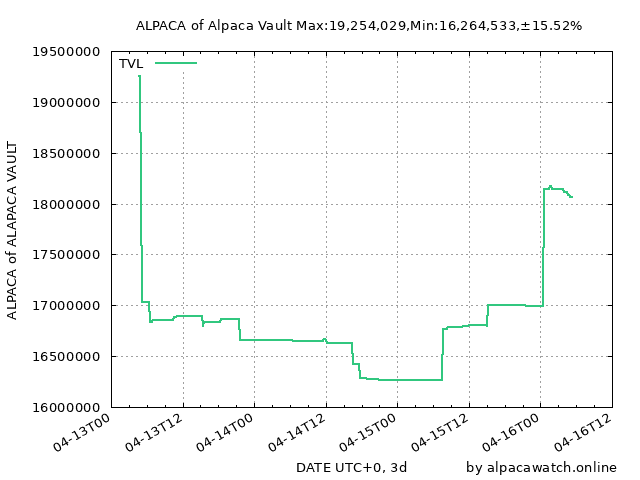 ALPACA of Alpaca Vault Max:19,254,029,Min:16,264,533,±15.52%
TVL
ALPACA of ALAPACA VAULT
19500000
19000000
18500000
18000000
17500000
17000000
16500000
16000000
04-13T00
04-13T12
04-14T00
04-14T12
04-15T00
04-15T12
04-16T00
04-16T12
DATE UTC+0, 3d
by alpacawatch.online